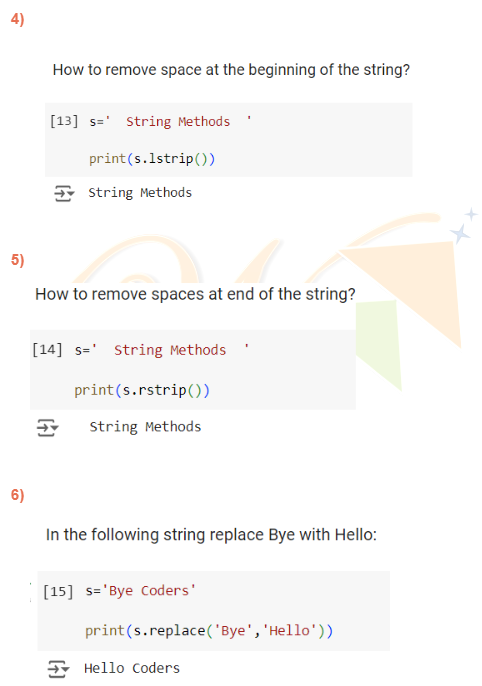 4)
How to remove space at the beginning of the string?
[13] s='  String Methods  '
print(s.lstrip())
String Methods
5)
How to remove spaces at end of the string?
[14] s='  String Methods  '
print(s.rstrip())
  String Methods
6)
In the following string replace Bye with Hello:
[15] s='Bye Coders'
print(s.replace('Bye','Hello'))
Hello Coders